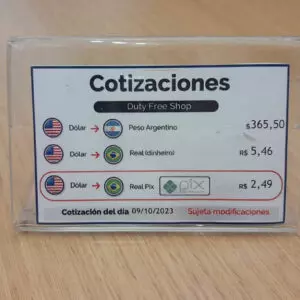 Cotizaciones
Duty Free Shop
Dólar → Peso Argentino $365,50
Dólar → Real (dinheiro) R$ 5,46
Dólar → Real Pix pix R$ 2,49
Cotización del día 09/10/2023 Sujeta modificaciones